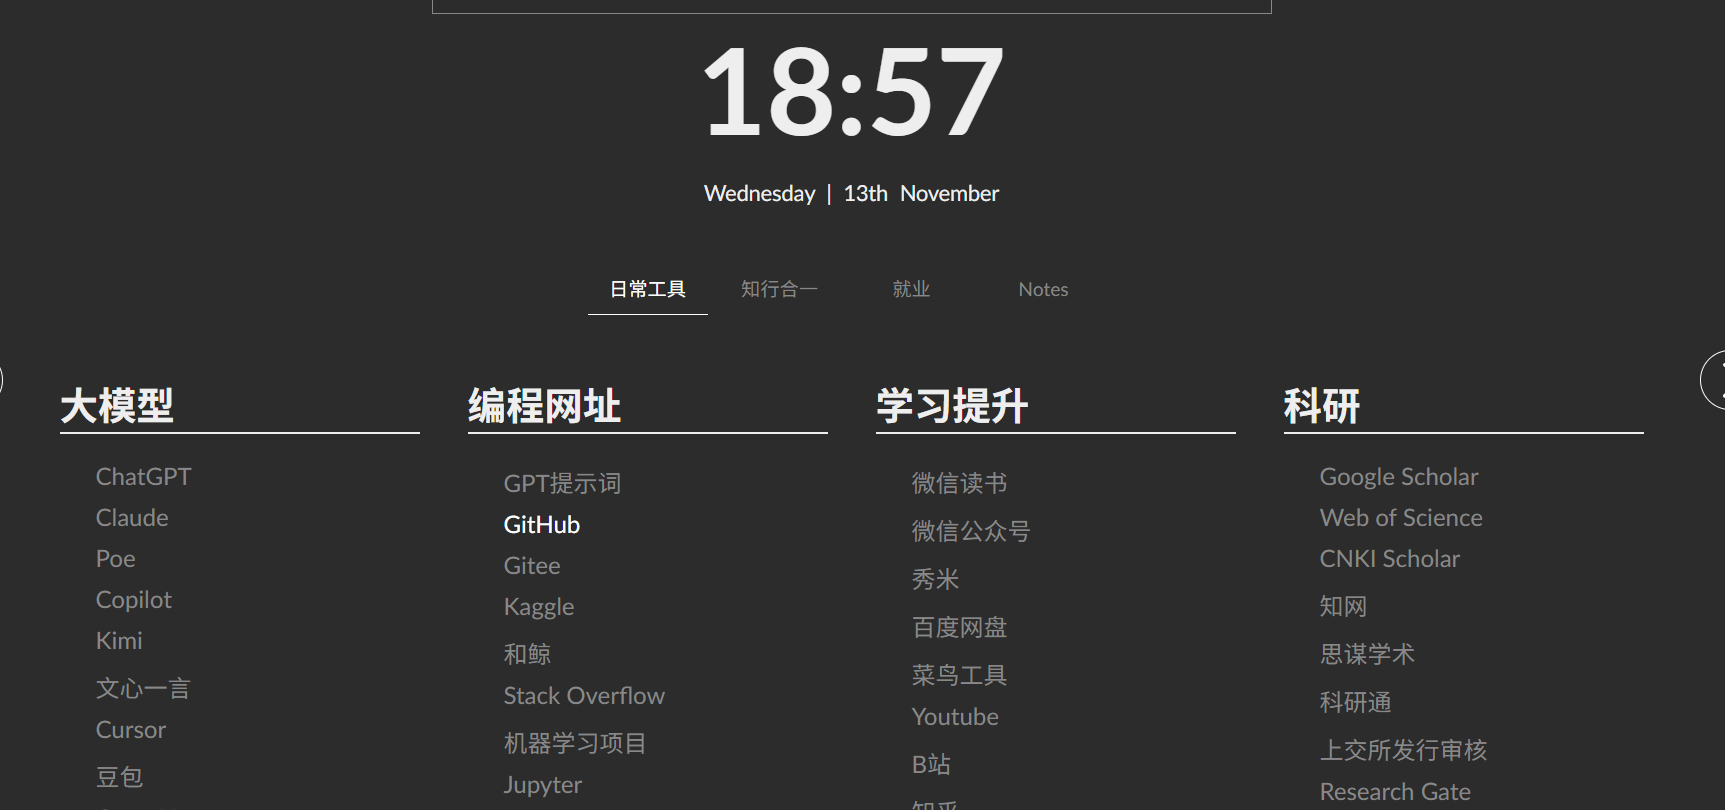 18:57
Wednesday | 13th November
日常工具
知行合一
就业
Notes
大模型
ChatGPT
Claude
Poe
Copilot
Kimi
文心一言
Cursor
豆包
编程网址
GPT提示词
GitHub
Gitee
Kaggle
和鲸
Stack Overflow
机器学习项目
Jupyter
学习提升
微信读书
微信公众号
秀米
百度网盘
菜鸟工具
Youtube
B站
科研
Google Scholar
Web of Science
CNKI Scholar
知网
思谋学术
科研通
上交所发行审核
Research Gate